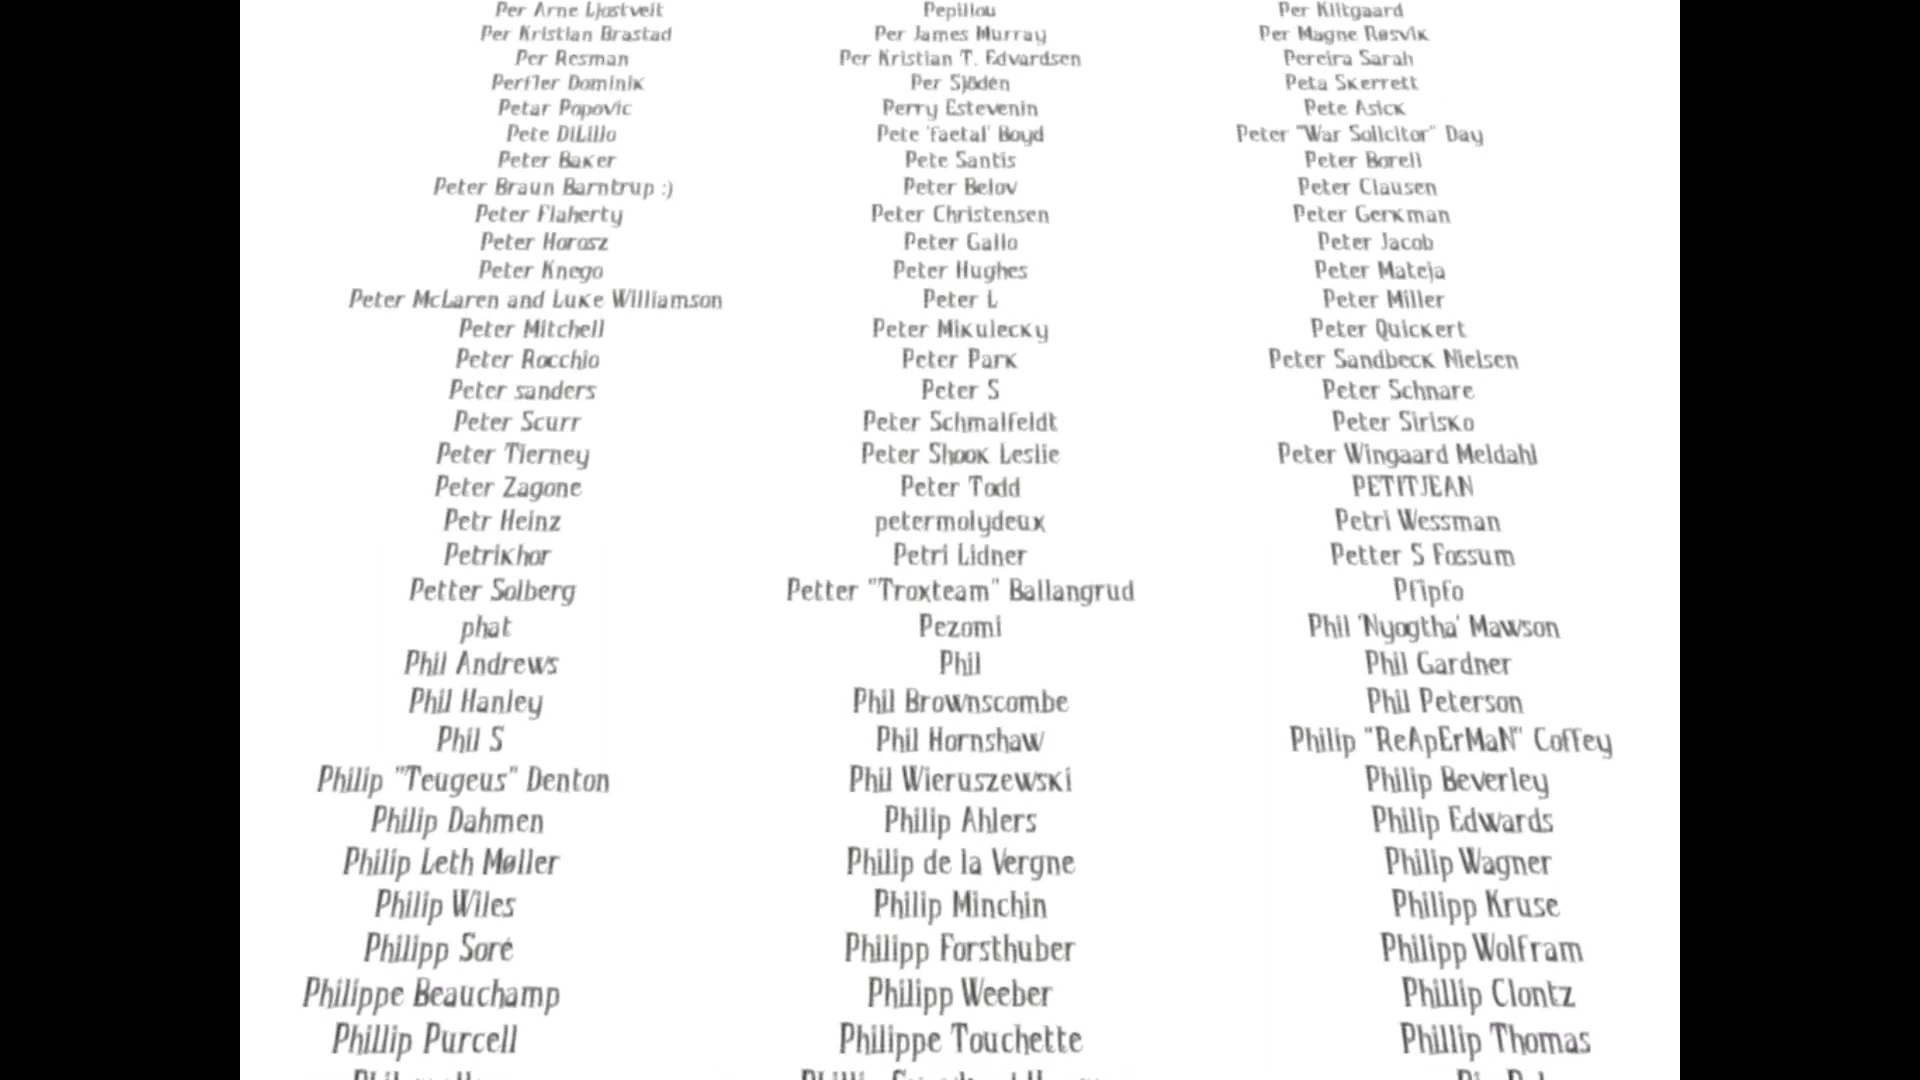 Per Arne Ljostveit Pepillou Per Klitgaard
Per Kristian Brastad Per James Murray Per Magne Røsvik
Per Rosman Per Kristian T. Edvardsen Pereira Sarah
Perfler Dominik Per Sjödén Peta Skerrett
Petar Popovic Perry Estevenin Pete Asick
Pete DiLillo Pete 'faetal' Boyd Peter "War Solicitor" Day
Peter Baker Pete Santis Peter Borell
Peter Braun Barntrup :) Peter Belov Peter Clausen
Peter Flaherty Peter Christensen Peter Gerkman
Peter Horosz Peter Gallo Peter Jacob
Peter Knego Peter Hughes Peter Mateja
Peter McLaren and Luke Williamson Peter L Peter Miller
Peter Mitchell Peter Mikulecky Peter Quickert
Peter Rocchio Peter Park Peter Sandbeck Nielsen
Peter sanders Peter S Peter Schnare
Peter Scurr Peter Schmalfeldt Peter Sirisko
Peter Tierney Peter Shook Leslie Peter Wingaard Meldahl
Peter Zagone Peter Todd PETITJEAN
Petr Heinz petermolydeux Petri Wessman
Petrikhor Petri Lidner Petter S Fossum
Petter Solberg Petter "Troxteam" Ballangrud Pfipfo
phat Pezomi Phil 'Nyogtha' Mawson
Phil Andrews Phil Phil Gardner
Phil Hanley Phil Brownscombe Phil Peterson
Phil S Phil Hornshaw Philip "ReApErMaN" Coffey
Philip "Teugeus" Denton Phil Wieruszewski Philip Beverley
Philip Dahmen Philip Ahlers Philip Edwards
Philip Leth Møller Philip de la Vergne Philip Wagner
Philip Wiles Philip Minchin Philipp Kruse
Philipp Soré Philipp Forsthuber Philipp Wolfram
Philippe Beauchamp Philipp Weeber Phillip Clontz
Phillip Purcell Philippe Touchette Phillip Thomas